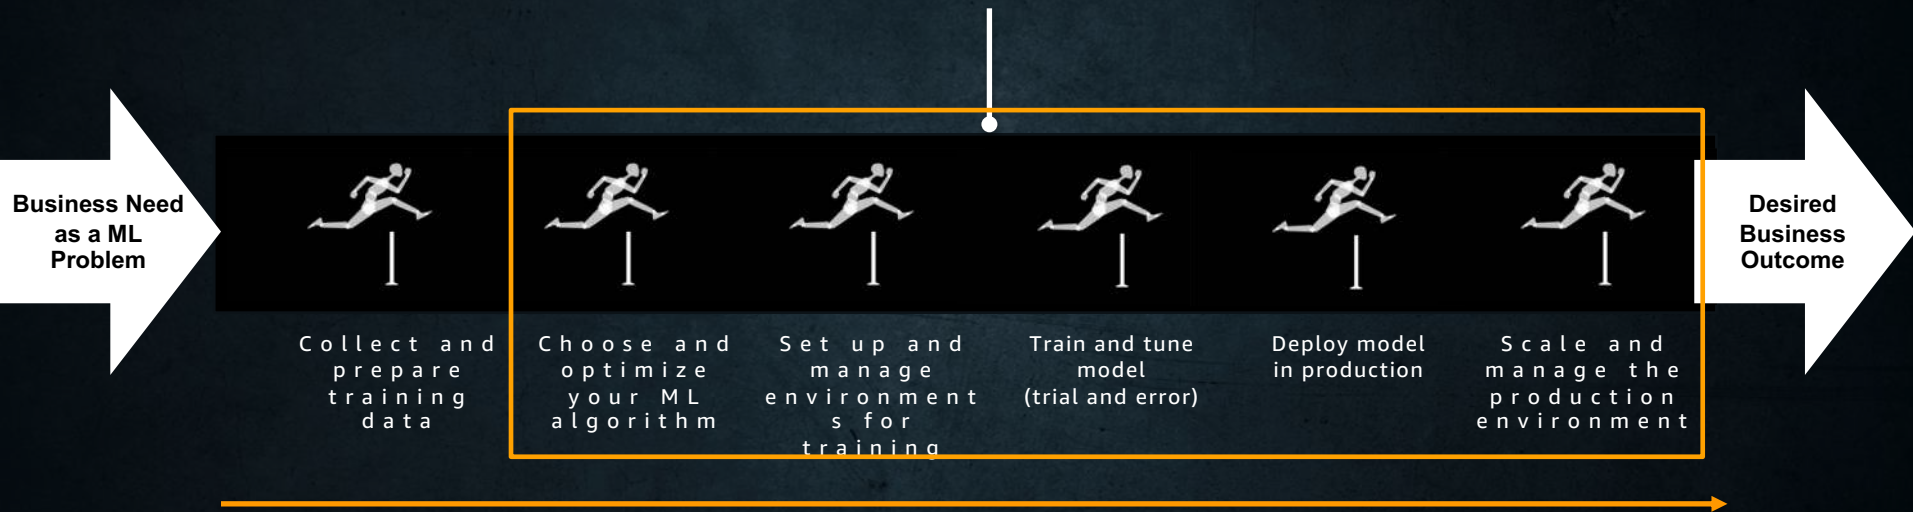 Business Need
as a ML
Problem
Collect and
prepare
training
data
Choose and
optimize
your ML
algorithm
Set up and
manage
environment
s for
training
Train and tune
model
(trial and error)
Deploy model
in production
Scale and
manage the
production
environment
Desired
Business
Outcome